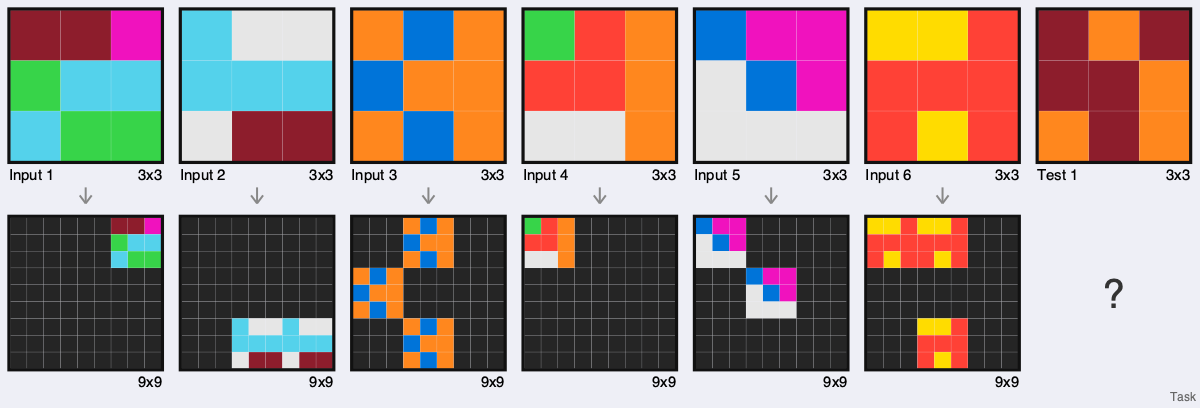 Input 1 3x3 Input 2 3x3 Input 3 3x3 Input 4 3x3 Input 5 3x3 Input 6 3x3 Test 1 3x3
?
9x9 9x9 9x9 9x9 9x9 9x9
Task